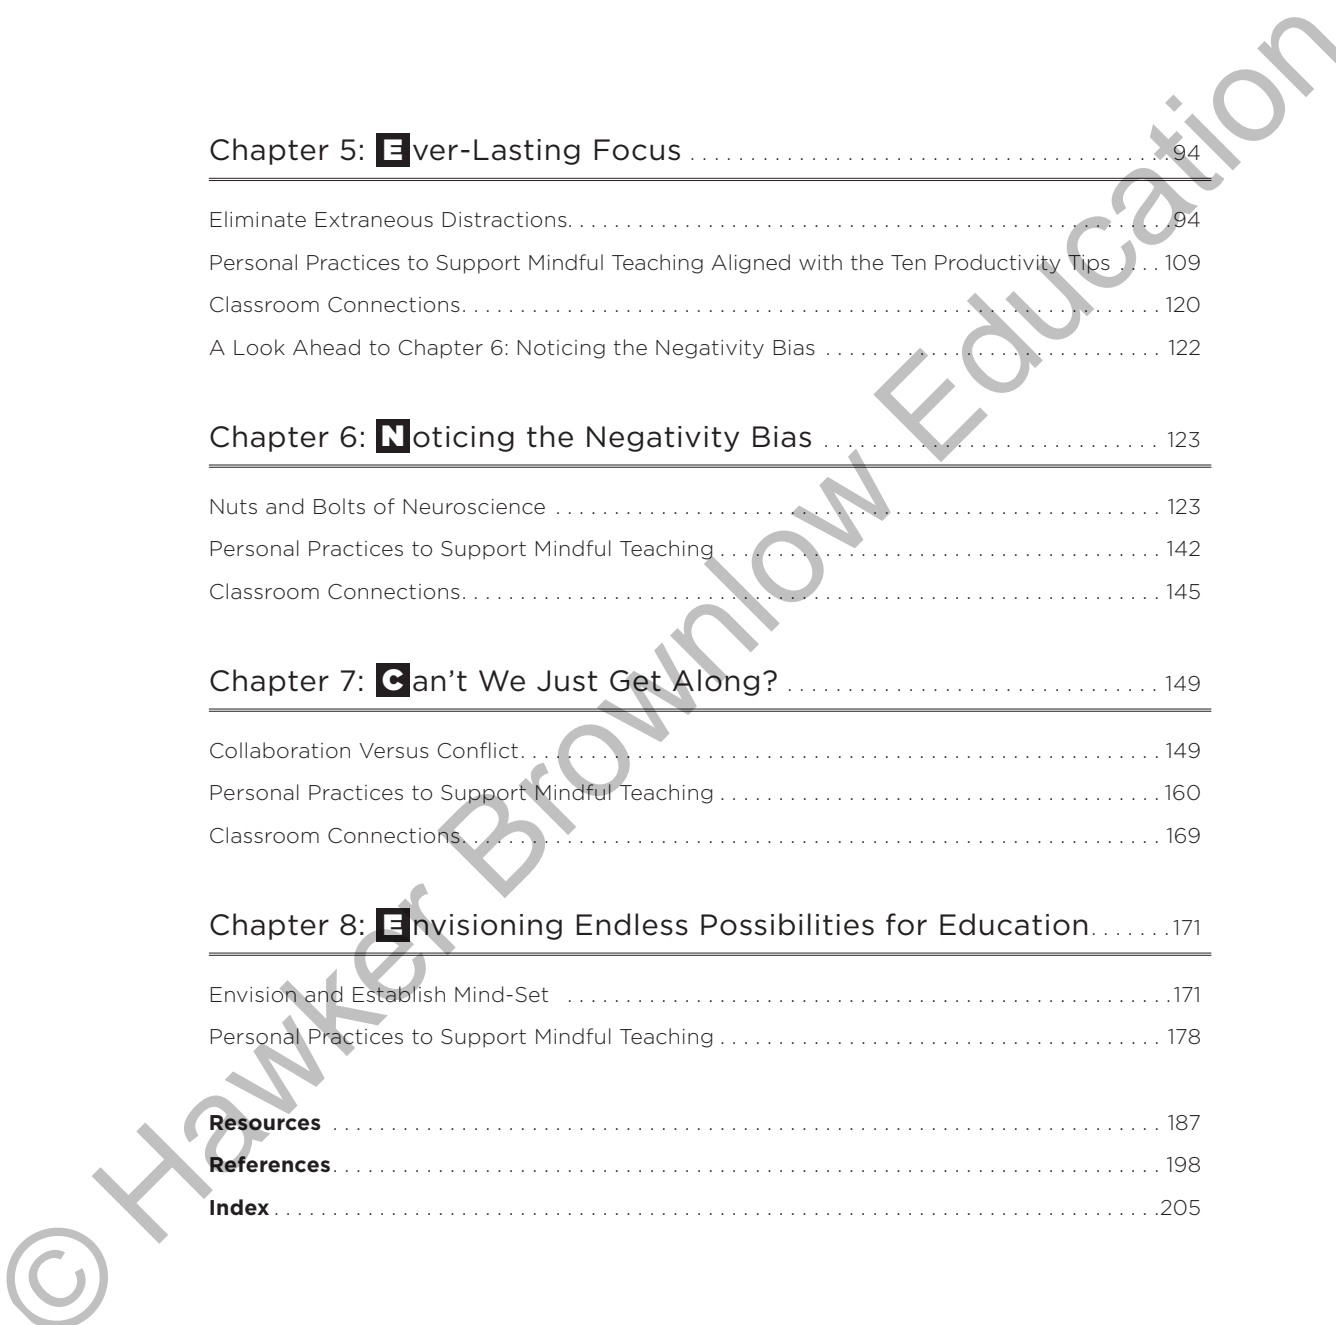 Chapter 5: Ever-Lasting Focus . . . . . . . . . . . . . . . . . . . . . . . . . . . . . . . . . . . . . . . 94
Eliminate Extraneous Distractions. . . . . . . . . . . . . . . . . . . . . . . . . . . . . . . . . . . . . . . . . . . . . . . . . . . .94
Personal Practices to Support Mindful Teaching Aligned with the Ten Productivity Tips . . . . 109
Classroom Connections. . . . . . . . . . . . . . . . . . . . . . . . . . . . . . . . . . . . . . . . . . . . . . . . . . . . . . . . . . . . 120
A Look Ahead to Chapter 6: Noticing the Negativity Bias . . . . . . . . . . . . . . . . . . . . . . . . . . . . . 122
Chapter 6: Noticing the Negativity Bias . . . . . . . . . . . . . . . . . . . . . . . . . . . . 123
Nuts and Bolts of Neuroscience . . . . . . . . . . . . . . . . . . . . . . . . . . . . . . . . . . . . . . . . . . . . . . . . . . . . 123
Personal Practices to Support Mindful Teaching . . . . . . . . . . . . . . . . . . . . . . . . . . . . . . . . . . . . . . 142
Classroom Connections. . . . . . . . . . . . . . . . . . . . . . . . . . . . . . . . . . . . . . . . . . . . . . . . . . . . . . . . . . . . 145
Chapter 7: Can't We Just Get Along? . . . . . . . . . . . . . . . . . . . . . . . . . . . . . . . 149
Collaboration Versus Conflict. . . . . . . . . . . . . . . . . . . . . . . . . . . . . . . . . . . . . . . . . . . . . . . . . . . . . . . 149
Personal Practices to Support Mindful Teaching . . . . . . . . . . . . . . . . . . . . . . . . . . . . . . . . . . . . . . 160
Classroom Connections. . . . . . . . . . . . . . . . . . . . . . . . . . . . . . . . . . . . . . . . . . . . . . . . . . . . . . . . . . . . 169
Chapter 8: Envisioning Endless Possibilities for Education. . . . . . .171
Envision and Establish Mind-Set . . . . . . . . . . . . . . . . . . . . . . . . . . . . . . . . . . . . . . . . . . . . . . . . . . . .171
Personal Practices to Support Mindful Teaching . . . . . . . . . . . . . . . . . . . . . . . . . . . . . . . . . . . . . . 178
Resources . . . . . . . . . . . . . . . . . . . . . . . . . . . . . . . . . . . . . . . . . . . . . . . . . . . . . . . . . . . . . . . . . . . . . . . 187
References. . . . . . . . . . . . . . . . . . . . . . . . . . . . . . . . . . . . . . . . . . . . . . . . . . . . . . . . . . . . . . . . . . . . . . . 198
Index . . . . . . . . . . . . . . . . . . . . . . . . . . . . . . . . . . . . . . . . . . . . . . . . . . . . . . . . . . . . . . . . . . . . . . . . . . . .205
© Hawker Brownlow Education